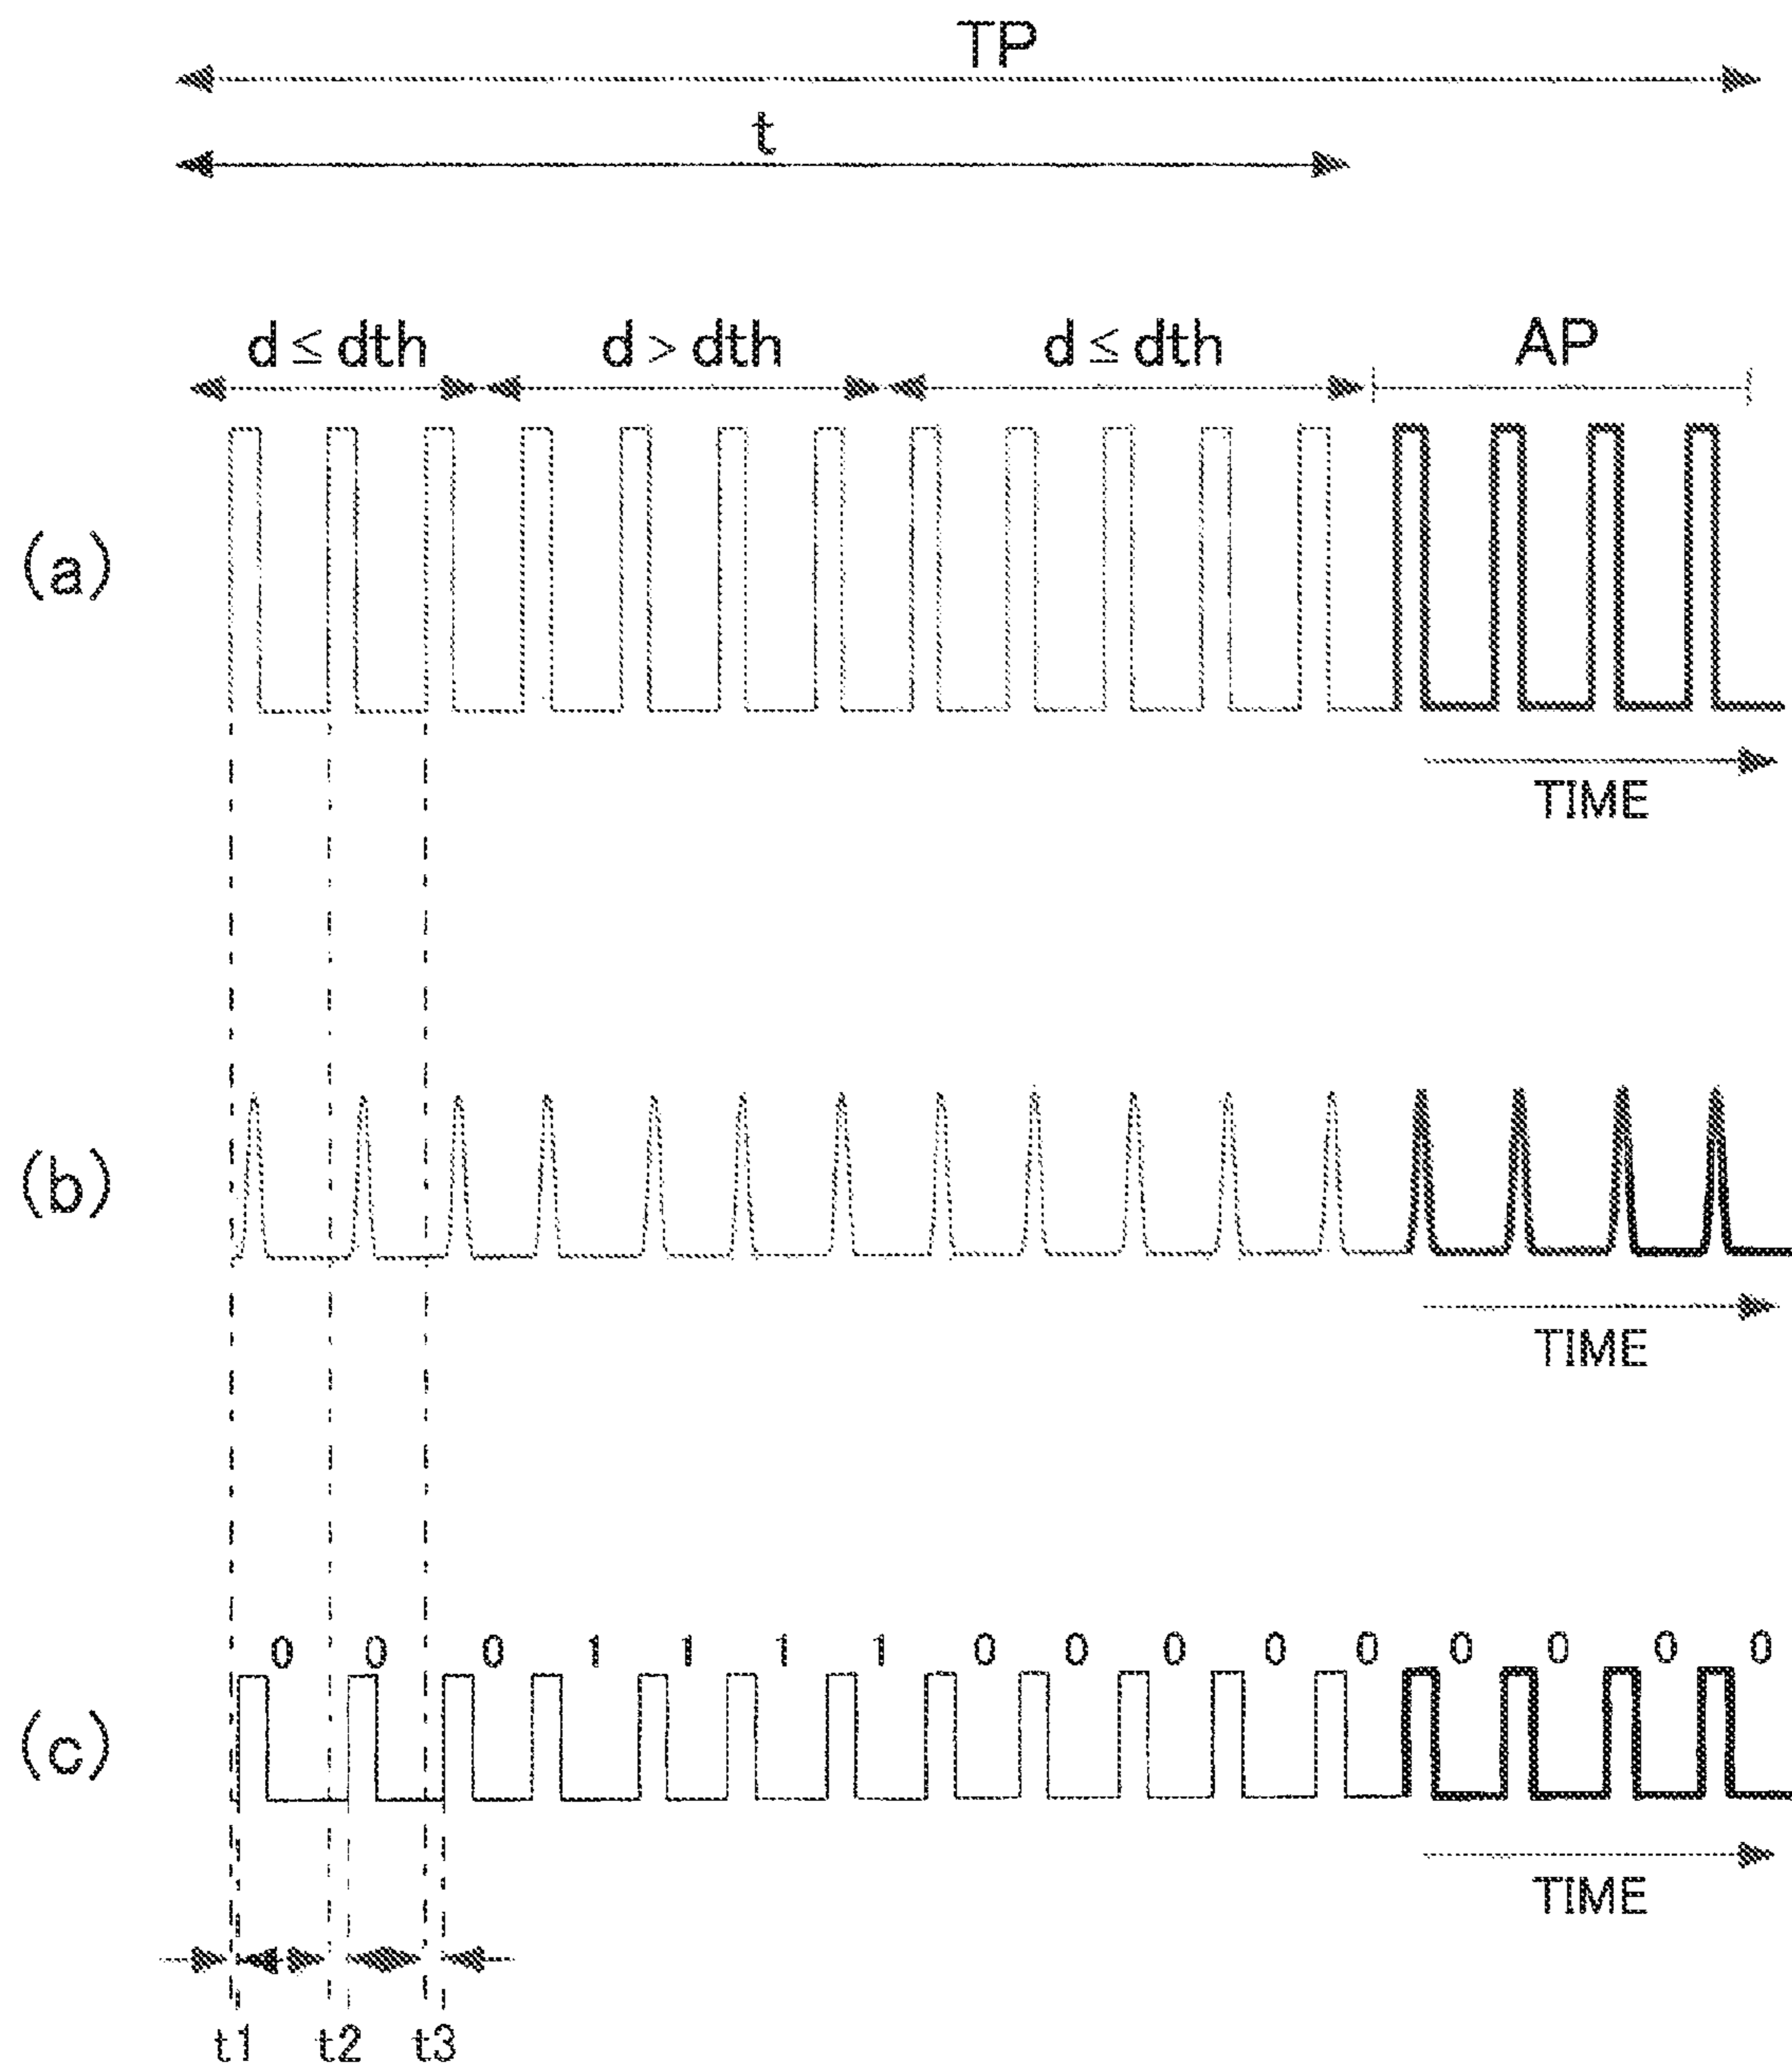 TP
t
d ≤ dth d > dth d ≤ dth AP
(a)
TIME
(b)
TIME
0 0 0 1 1 1 1 0 0 0 0 0 0 0 0 0
(c)
TIME
t1 t2 t3